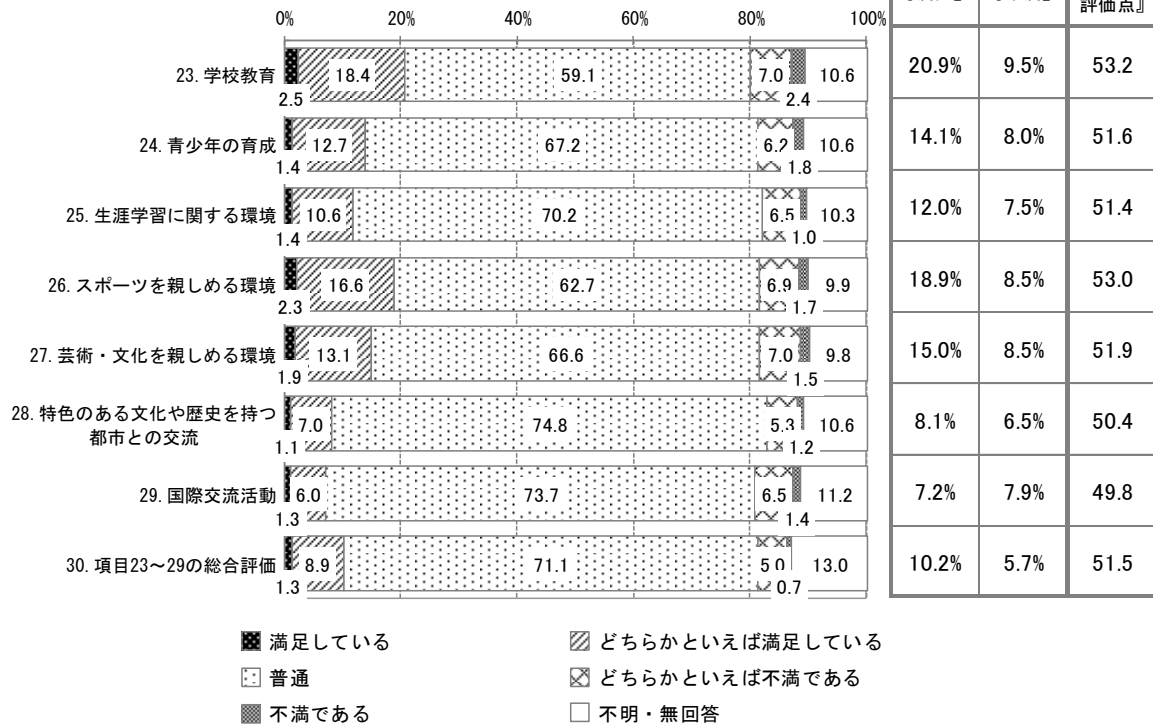 0% 20% 40% 60% 80% 100%
評価点』
23. 学校教育 2.5 18.4 59.1 7.0 2.4 10.6 20.9% 9.5% 53.2
24. 青少年の育成 1.4 12.7 67.2 6.2 1.8 10.6 14.1% 8.0% 51.6
25. 生涯学習に関する環境 1.4 10.6 70.2 6.5 1.0 10.3 12.0% 7.5% 51.4
26. スポーツを親しめる環境 2.3 16.6 62.7 6.9 1.7 9.9 18.9% 8.5% 53.0
27. 芸術・文化を親しめる環境 1.9 13.1 66.6 7.0 1.5 9.8 15.0% 8.5% 51.9
28. 特色のある文化や歴史を持つ
都市との交流 1.1 7.0 74.8 5.3 1.2 10.6 8.1% 6.5% 50.4
29. 国際交流活動 1.3 6.0 73.7 6.5 1.4 11.2 7.2% 7.9% 49.8
30. 項目23～29の総合評価 1.3 8.9 71.1 5.0 0.7 13.0 10.2% 5.7% 51.5
満足している どちらかといえば満足している
普通 どちらかといえば不満である
不満である 不明・無回答